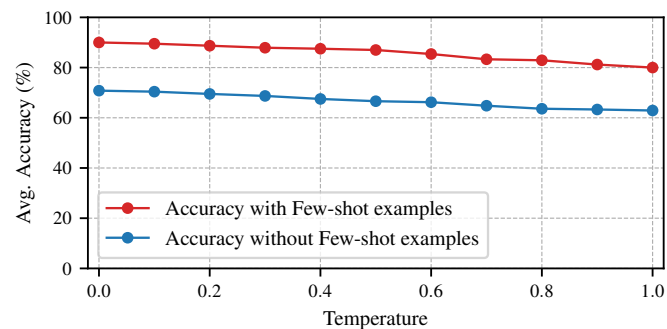 100
80
60
40
20
0
Avg. Accuracy (%)
Accuracy with Few-shot examples
Accuracy without Few-shot examples
0.0 0.2 0.4 0.6 0.8 1.0
Temperature